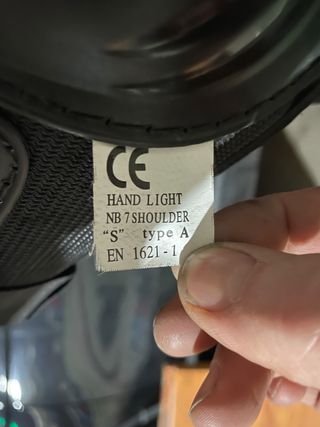 CE
HAND LIGHT
NB 7 SHOULDER
"S" type A
EN 1621-1